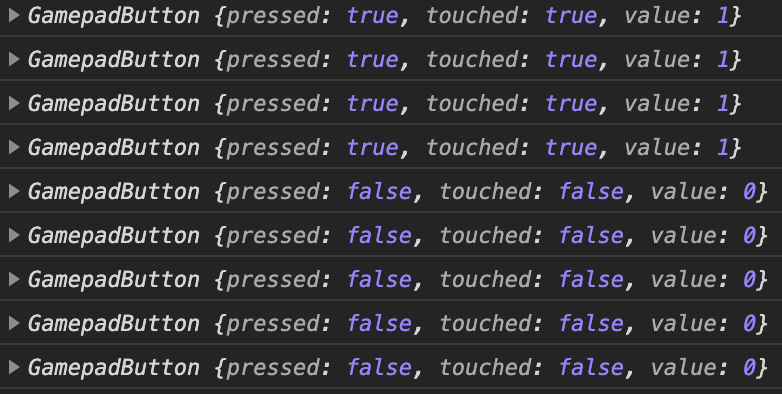 GamepadButton {pressed: true, touched: true, value: 1}
GamepadButton {pressed: true, touched: true, value: 1}
GamepadButton {pressed: true, touched: true, value: 1}
GamepadButton {pressed: true, touched: true, value: 1}
GamepadButton {pressed: false, touched: false, value: 0}
GamepadButton {pressed: false, touched: false, value: 0}
GamepadButton {pressed: false, touched: false, value: 0}
GamepadButton {pressed: false, touched: false, value: 0}
GamepadButton {pressed: false, touched: false, value: 0}